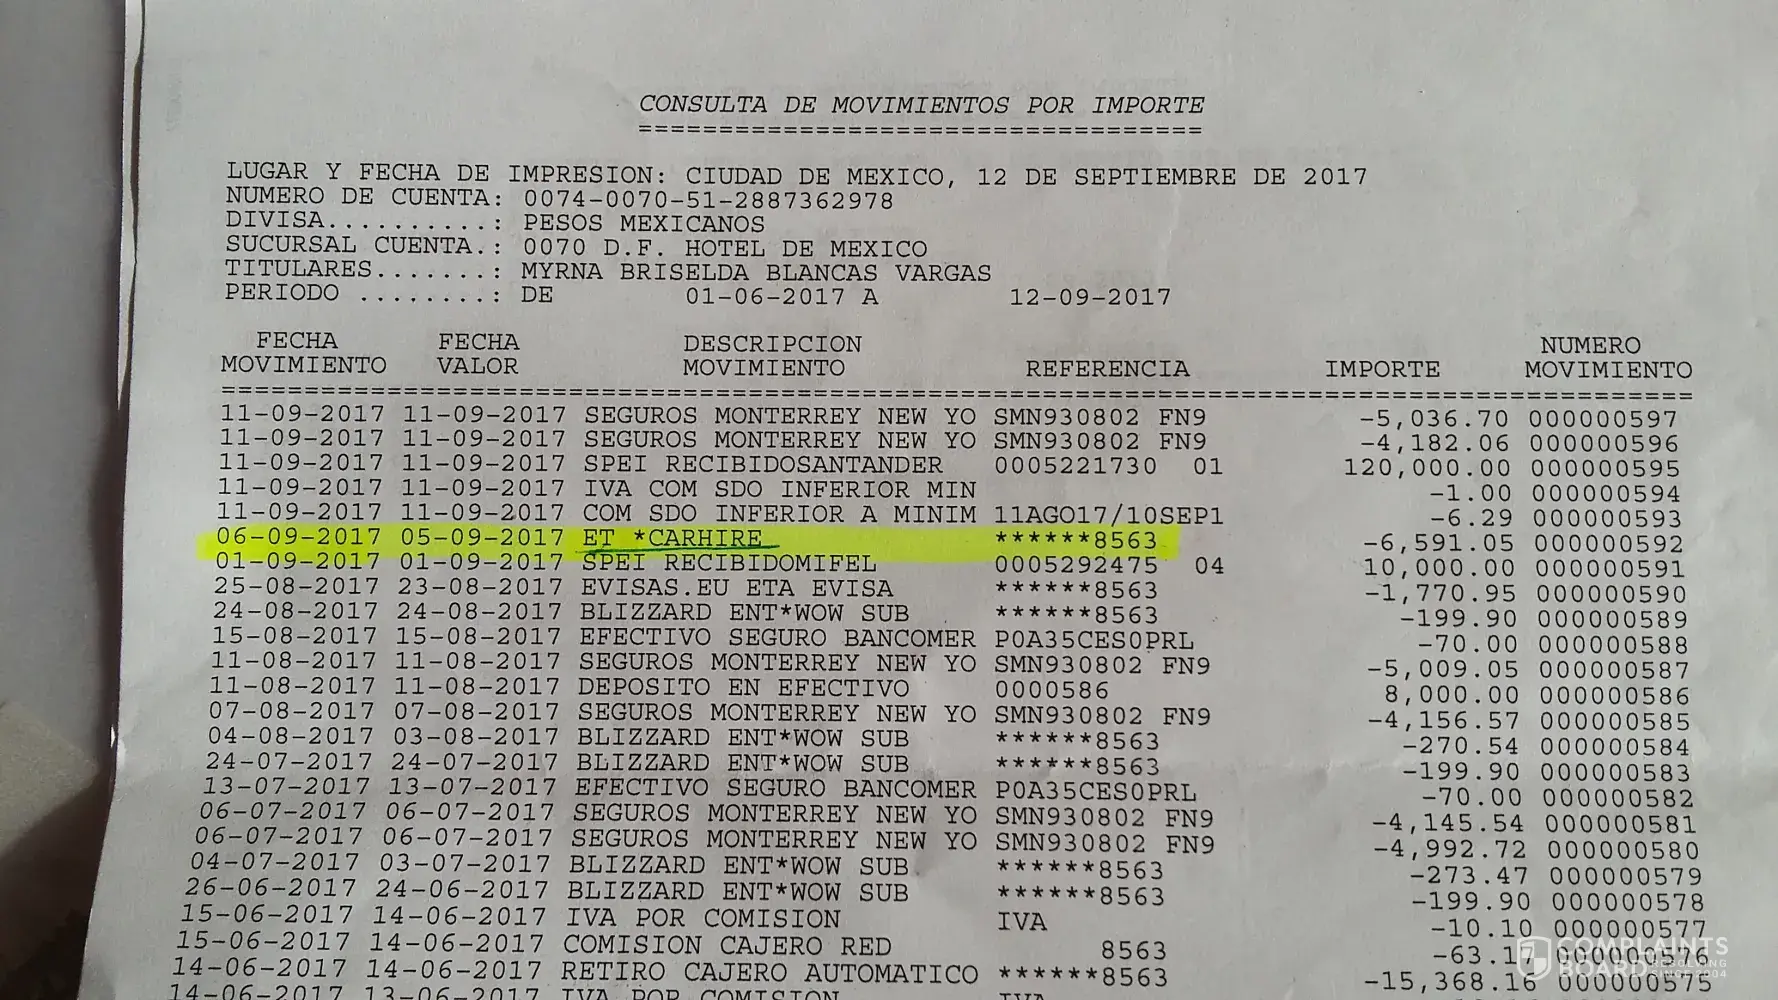 CONSULTA DE MOVIMIENTOS POR IMPORTE
===================================
LUGAR Y FECHA DE IMPRESION: CIUDAD DE MEXICO, 12 DE SEPTIEMBRE DE 2017
NUMERO DE CUENTA: 0074-0070-51-2887362978
DIVISA..........: PESOS MEXICANOS
SUCURSAL CUENTA.: 0070 D.F. HOTEL DE MEXICO
TITULARES.......: MYRNA BRISELDA BLANCAS VARGAS
PERIODO ........: DE 01-06-2017 A 12-09-2017
FECHA FECHA DESCRIPCION NUMERO
MOVIMIENTO VALOR MOVIMIENTO REFERENCIA IMPORTE MOVIMIENTO
11-09-2017 11-09-2017 SEGUROS MONTERREY NEW YO SMN930802 FN9 -5,036.70 000000597
11-09-2017 11-09-2017 SEGUROS MONTERREY NEW YO SMN930802 FN9 -4,182.06 000000596
11-09-2017 11-09-2017 SPEI RECIBIDOSANTANDER 0005221730 01 120,000.00 000000595
11-09-2017 11-09-2017 IVA COM SDO INFERIOR MIN -1.00 000000594
11-09-2017 11-09-2017 COM SDO INFERIOR A MINIM 11AGO17/10SEP1 -6.29 000000593
06-09-2017 05-09-2017 ET *CARHIRE ******8563 -6,591.05 000000592
01-09-2017 01-09-2017 SPEI RECIBIDOMIFEL 0005292475 04 10,000.00 000000591
25-08-2017 23-08-2017 EVISAS.EU ETA EVISA ******8563 -1,770.95 000000590
24-08-2017 24-08-2017 BLIZZARD ENT*WOW SUB ******8563 -199.90 000000589
15-08-2017 15-08-2017 EFECTIVO SEGURO BANCOMER P0A35CES0PRL -70.00 000000588
11-08-2017 11-08-2017 SEGUROS MONTERREY NEW YO SMN930802 FN9 -5,009.05 000000587
11-08-2017 11-08-2017 DEPOSITO EN EFECTIVO 0000586 8,000.00 000000586
07-08-2017 07-08-2017 SEGUROS MONTERREY NEW YO SMN930802 FN9 -4,156.57 000000585
04-08-2017 03-08-2017 BLIZZARD ENT*WOW SUB ******8563 -270.54 000000584
24-07-2017 24-07-2017 BLIZZARD ENT*WOW SUB ******8563 -199.90 000000583
13-07-2017 13-07-2017 EFECTIVO SEGURO BANCOMER P0A35CES0PRL -70.00 000000582
06-07-2017 06-07-2017 SEGUROS MONTERREY NEW YO SMN930802 FN9 -4,145.54 000000581
06-07-2017 06-07-2017 SEGUROS MONTERREY NEW YO SMN930802 FN9 -4,992.72 000000580
04-07-2017 03-07-2017 BLIZZARD ENT*WOW SUB ******8563 -273.47 000000579
26-06-2017 24-06-2017 BLIZZARD ENT*WOW SUB ******8563 -199.90 000000578
15-06-2017 14-06-2017 IVA POR COMISION IVA -10.10 000000577
15-06-2017 14-06-2017 COMISION CAJERO RED 8563 -63.17 000000576
14-06-2017 14-06-2017 RETIRO CAJERO AUTOMATICO ******8563 -15,368.16 000000575
14-06-2017 13-06-2017 IVA POR COMISION IVA
COMPLAINTS
BOARD RESOLVING SINCE 2004